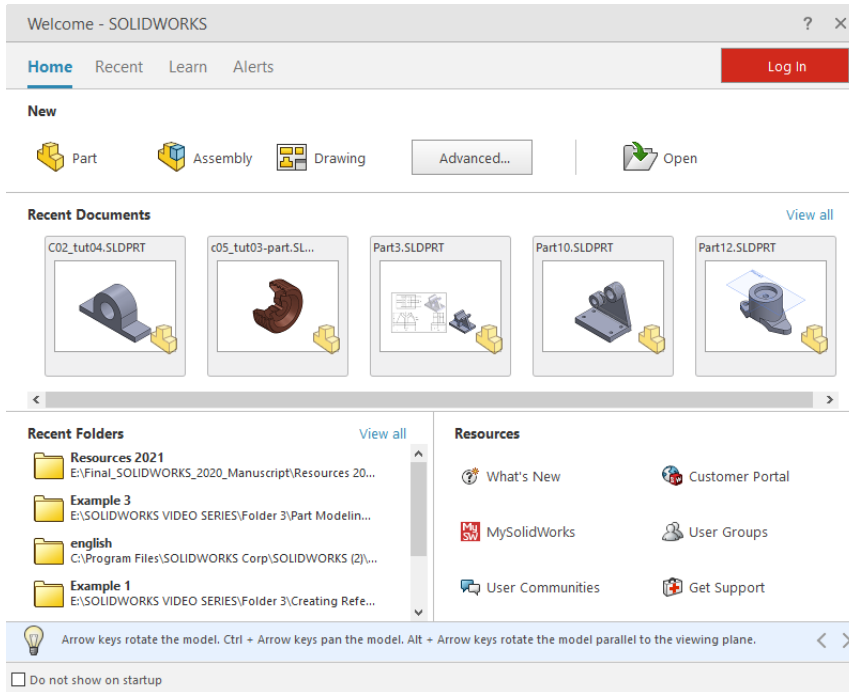 Welcome - SOLIDWORKS
? ×
Home Recent Learn Alerts Log In
New
Part Assembly Drawing Advanced... Open
Recent Documents View all
C02_tut04.SLDPRT c05_tut03-part.SL... Part3.SLDPRT Part10.SLDPRT Part12.SLDPRT
Recent Folders View all
Resources 2021
E:\Final_SOLIDWORKS_2020_Manuscript\Resources 20...
Example 3
E:\SOLIDWORKS VIDEO SERIES\Folder 3\Part Modelin...
english
C:\Program Files\SOLIDWORKS Corp\SOLIDWORKS (2)\...
Example 1
E:\SOLIDWORKS VIDEO SERIES\Folder 3\Creating Refe...
Resources
What's New Customer Portal
My SW MySolidWorks User Groups
User Communities Get Support
Arrow keys rotate the model. Ctrl + Arrow keys pan the model. Alt + Arrow keys rotate the model parallel to the viewing plane.
Do not show on startup